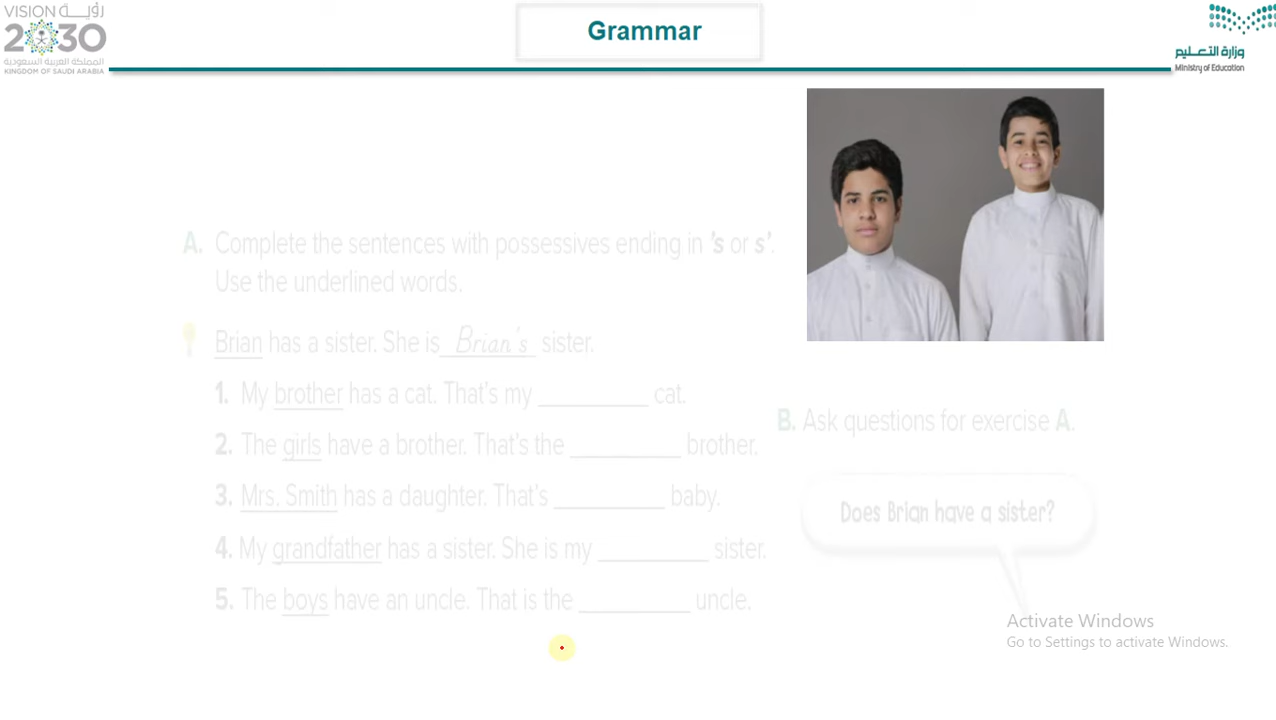 VISION رؤيـــة
2030
المملكة العربية السعودية
KINGDOM OF SAUDI ARABIA
Grammar
وزارة التعـليم
Ministry of Education
A. Complete the sentences with possessives ending in 's or s'.
Use the underlined words.
Brian has a sister. She is Brian's sister.
1. My brother has a cat. That's my __________ cat.
2. The girls have a brother. That's the __________ brother.
3. Mrs. Smith has a daughter. That's __________ baby.
4. My grandfather has a sister. She is my __________ sister.
5. The boys have an uncle. That is the __________ uncle.
B. Ask questions for exercise A.
Does Brian have a sister?
Activate Windows
Go to Settings to activate Windows.